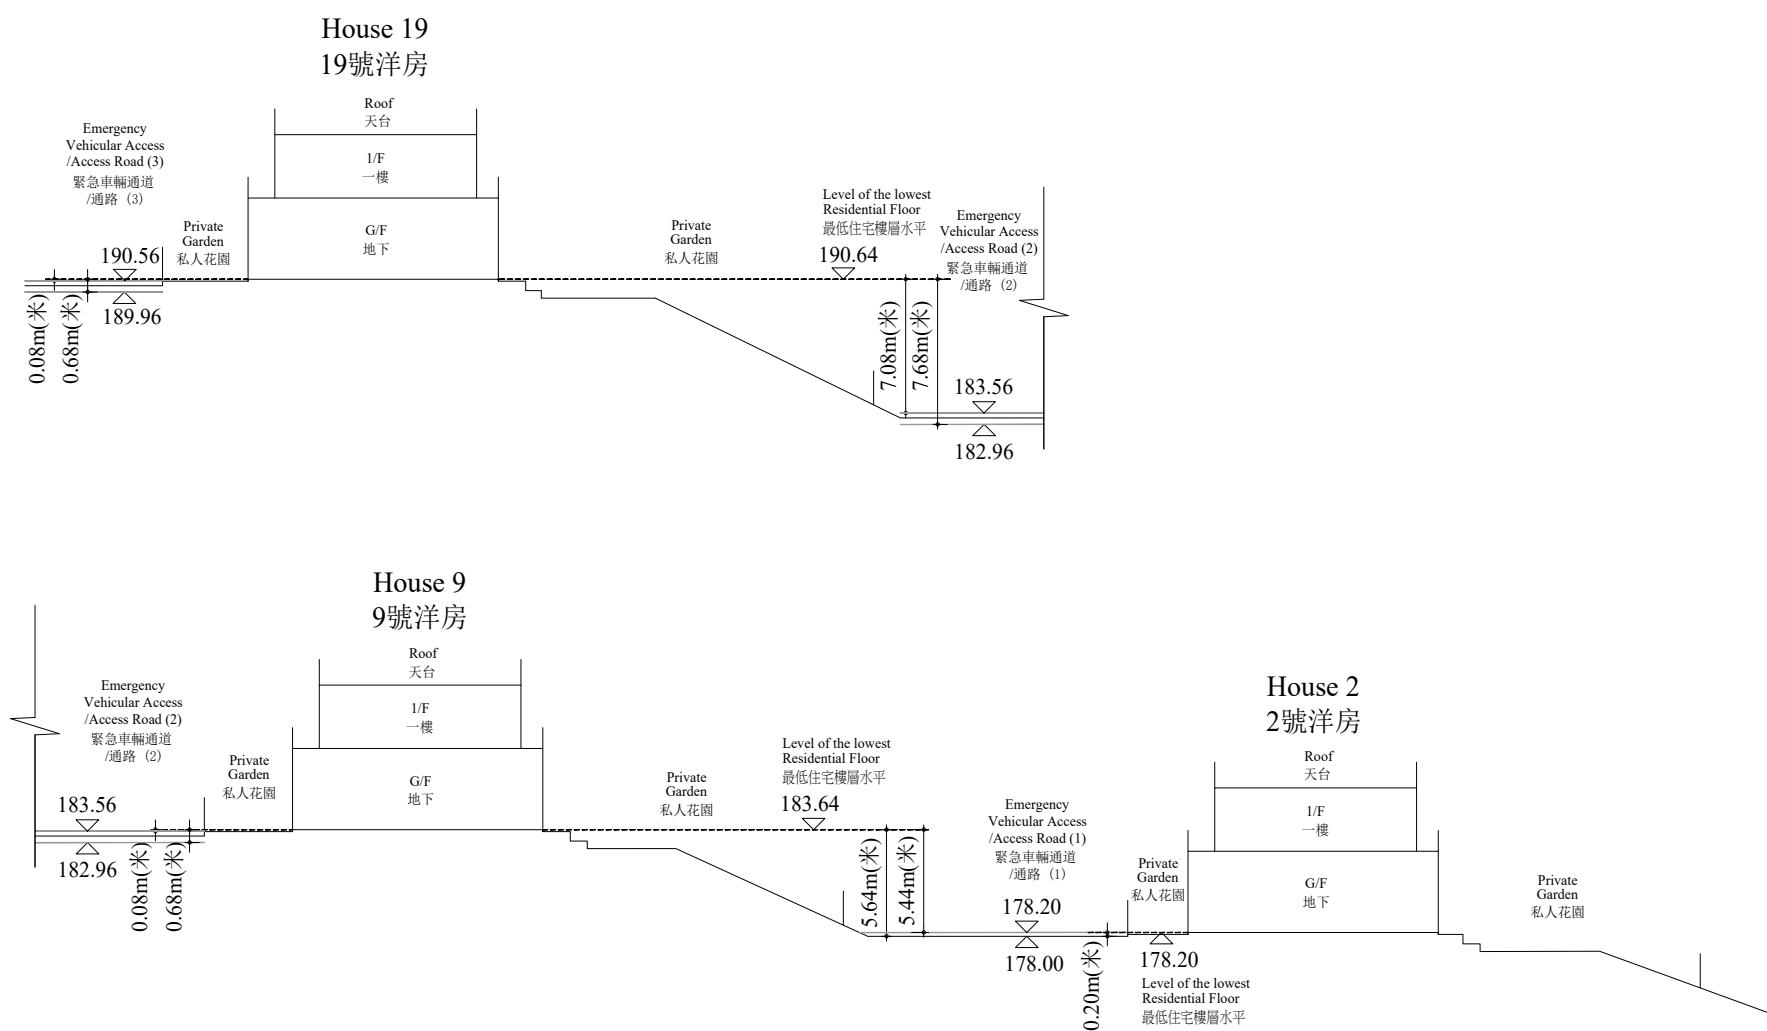 House 19
19號洋房
Roof
天台
1/F
一樓
G/F
地下
Emergency
Vehicular Access
/Access Road (3)
緊急車輛通道
/通路 (3)
Private
Garden
私人花園
190.56
189.96
0.08m(米)
0.68m(米)
Private
Garden
私人花園
Level of the lowest
Residential Floor
最低住宅樓層水平
190.64
Emergency
Vehicular Access
/Access Road (2)
緊急車輛通道
/通路 (2)
7.08m(米)
7.68m(米)
183.56
182.96
House 9
9號洋房
Roof
天台
1/F
一樓
G/F
地下
Emergency
Vehicular Access
/Access Road (2)
緊急車輛通道
/通路 (2)
Private
Garden
私人花園
183.56
182.96
0.08m(米)
0.68m(米)
Private
Garden
私人花園
Level of the lowest
Residential Floor
最低住宅樓層水平
183.64
5.64m(米)
5.44m(米)
Emergency
Vehicular Access
/Access Road (1)
緊急車輛通道
/通路 (1)
178.20
178.00
0.20m(米)
House 2
2號洋房
Roof
天台
1/F
一樓
G/F
地下
Private
Garden
私人花園
178.20
Level of the lowest
Residential Floor
最低住宅樓層水平
Private
Garden
私人花園